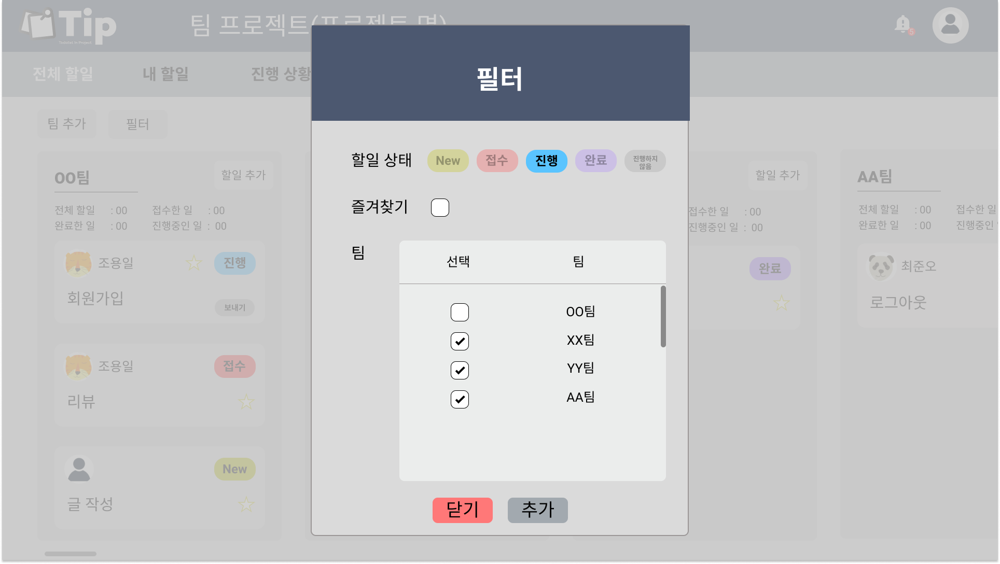 Tip
Todolist In Project
팀 프로젝트(프로젝트 명)
5
전체 할일
내 할일
진행 상황
팀 추가
필터
OO팀
할일 추가
전체 할일 : 00 접수한 일 : 00
완료한 일 : 00 진행중인 일 : 00
조용일
진행
회원가입
보내기
조용일
접수
리뷰
New
글 작성
필터
할일 상태
New
접수
진행
완료
진행하지
않음
즐겨찾기
팀
선택
팀
OO팀
XX팀
YY팀
AA팀
닫기
추가
할일 추가
접수한 일 : 00
진행중인 일 : 00
완료
AA팀
전체 할일 : 00 접수한 일
완료한 일 : 00 진행중인
최준오
로그아웃